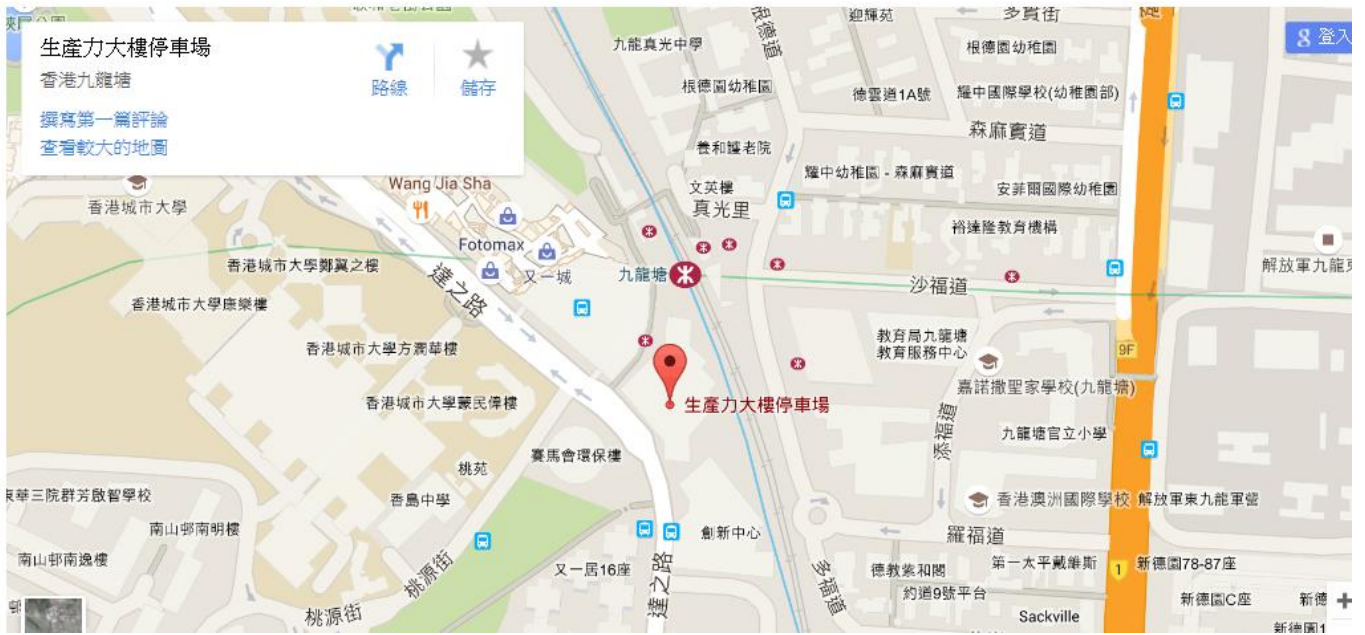 生產力大樓停車場
香港九龍塘
撰寫第一篇評論
查看較大的地圖
路線
儲存
登入
九龍真光中學
根德園幼稚園
養和護老院
文英樓
真光里
根德道
迎輝苑
多實街
根德園幼稚園
德雲道1A號
耀中國際學校(幼稚園部)
森麻實道
耀中幼稚園 - 森麻實道
安菲爾國際幼稚園
裕達隆教育機構
解放軍九龍東
Wang Jia Sha
香港城市大學
Fotomax
又一城
九龍塘
沙福道
香港城市大學鄭翼之樓
香港城市大學康樂樓
達之路
香港城市大學方潤華樓
香港城市大學蒙民偉樓
生產力大樓停車場
教育局九龍塘
教育服務中心
9F
嘉諾撒聖家學校(九龍塘)
添福道
九龍塘官立小學
賽馬會環保樓
桃苑
香島中學
東華三院群芳啟智學校
南山邨南明樓
南山邨南逸樓
桃源街
桃源街
又一居16座
達之路
創新中心
多福道
香港澳洲國際學校
解放軍東九龍軍營
羅福道
德教紫和閣
第一太平戴維斯
1
新德園78-87座
約道9號平台
Sackville
新德園C座
新德
新德園1
+